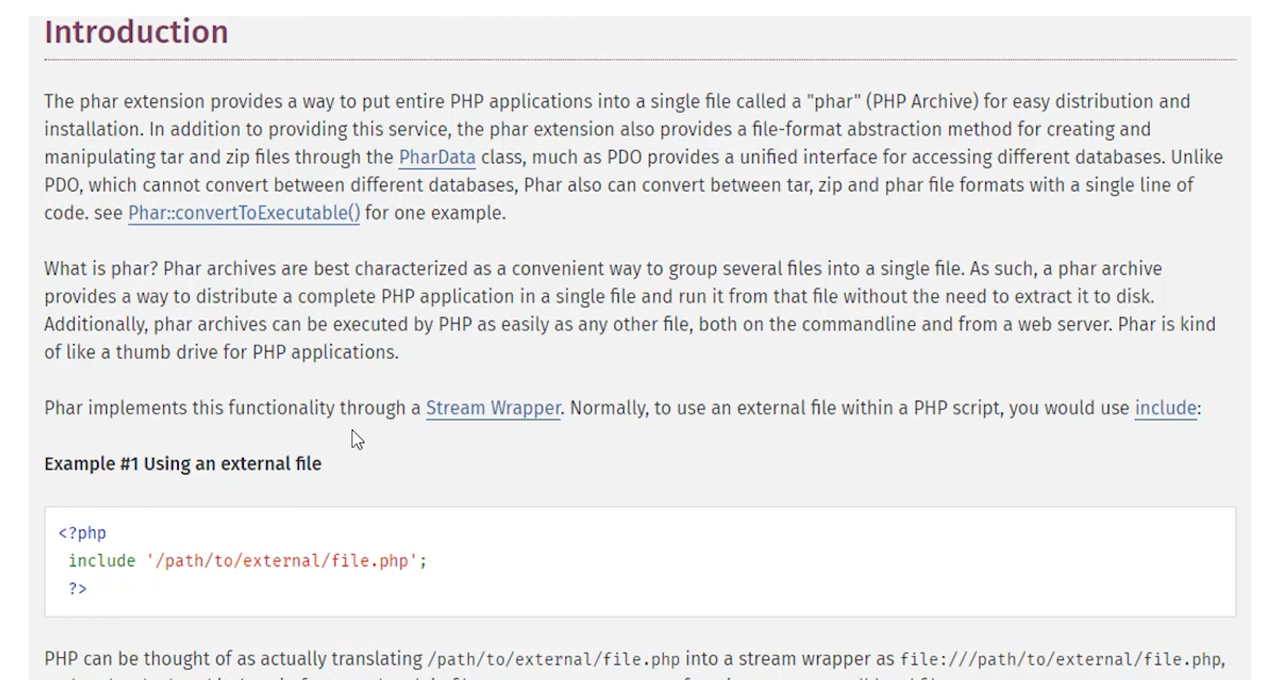 Introduction
The phar extension provides a way to put entire PHP applications into a single file called a "phar" (PHP Archive) for easy distribution and
installation. In addition to providing this service, the phar extension also provides a file-format abstraction method for creating and
manipulating tar and zip files through the PharData class, much as PDO provides a unified interface for accessing different databases. Unlike
PDO, which cannot convert between different databases, Phar also can convert between tar, zip and phar file formats with a single line of
code. see Phar::convertToExecutable() for one example.
What is phar? Phar archives are best characterized as a convenient way to group several files into a single file. As such, a phar archive
provides a way to distribute a complete PHP application in a single file and run it from that file without the need to extract it to disk.
Additionally, phar archives can be executed by PHP as easily as any other file, both on the commandline and from a web server. Phar is kind
of like a thumb drive for PHP applications.
Phar implements this functionality through a Stream Wrapper. Normally, to use an external file within a PHP script, you would use include:
Example #1 Using an external file
<?php
include '/path/to/external/file.php';
?>
PHP can be thought of as actually translating /path/to/external/file.php into a stream wrapper as file:///path/to/external/file.php,